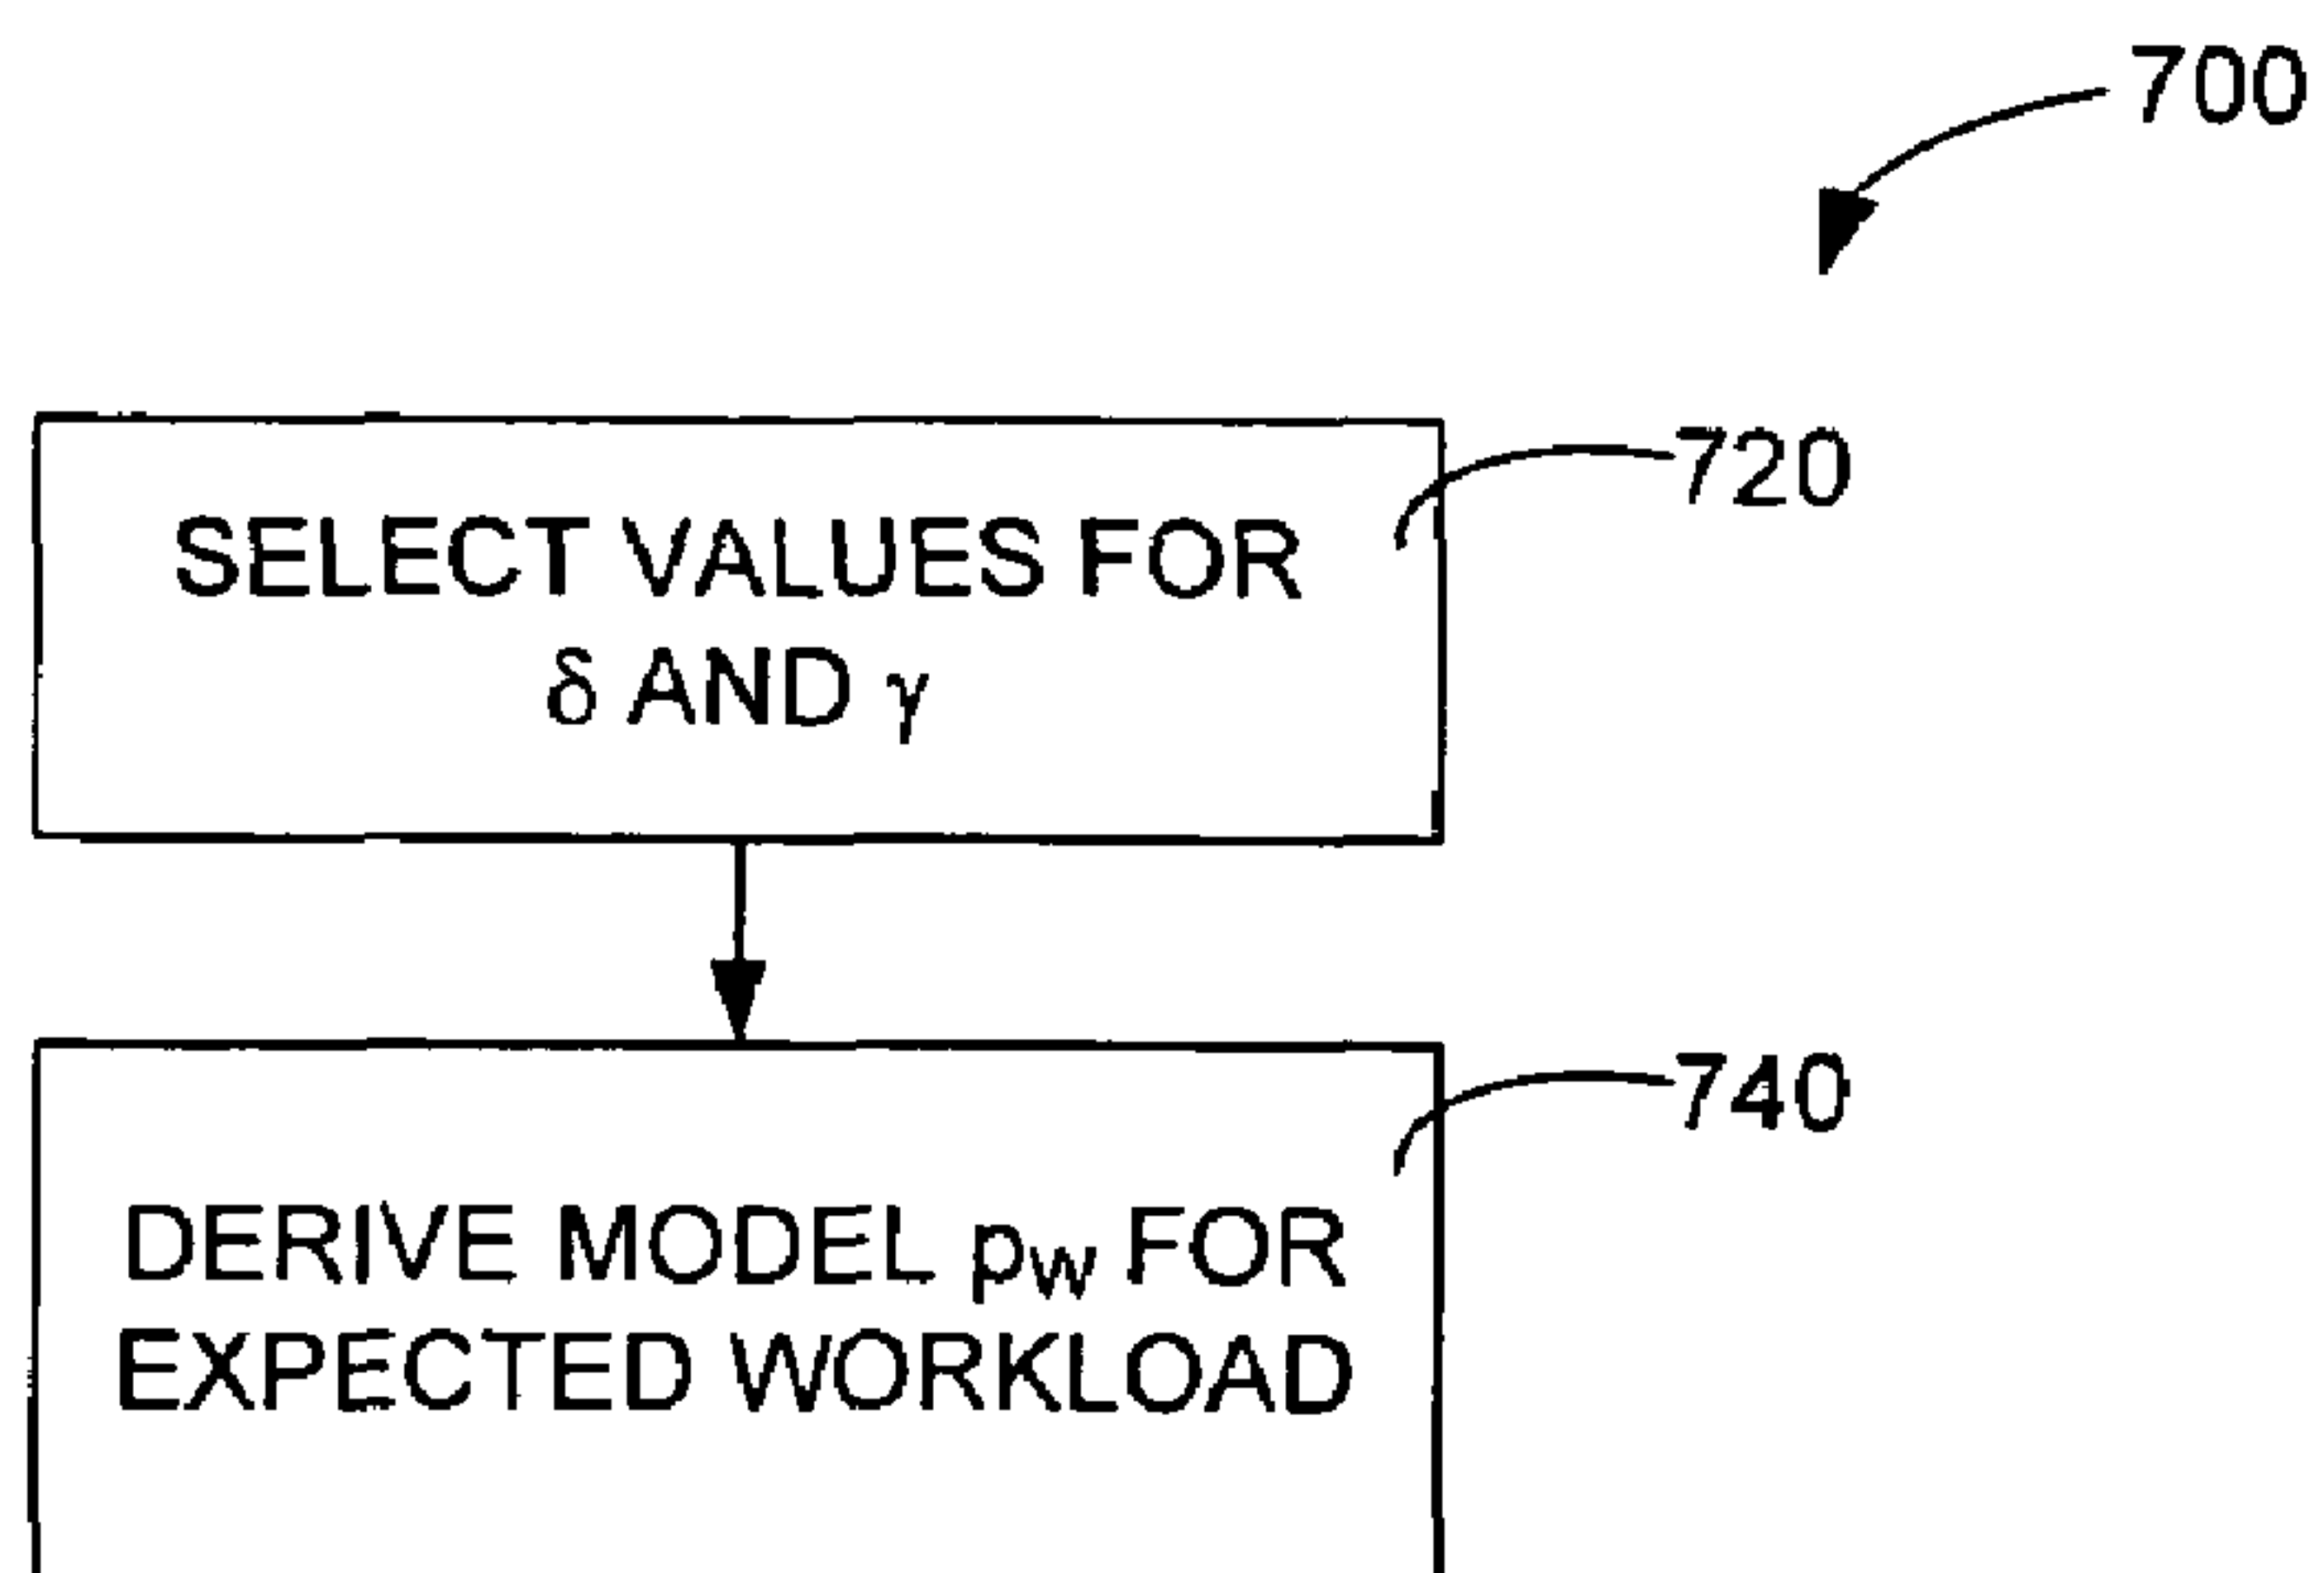 700
720
SELECT VALUES FOR
δ AND γ
740
DERIVE MODEL pw FOR
EXPECTED WORKLOAD